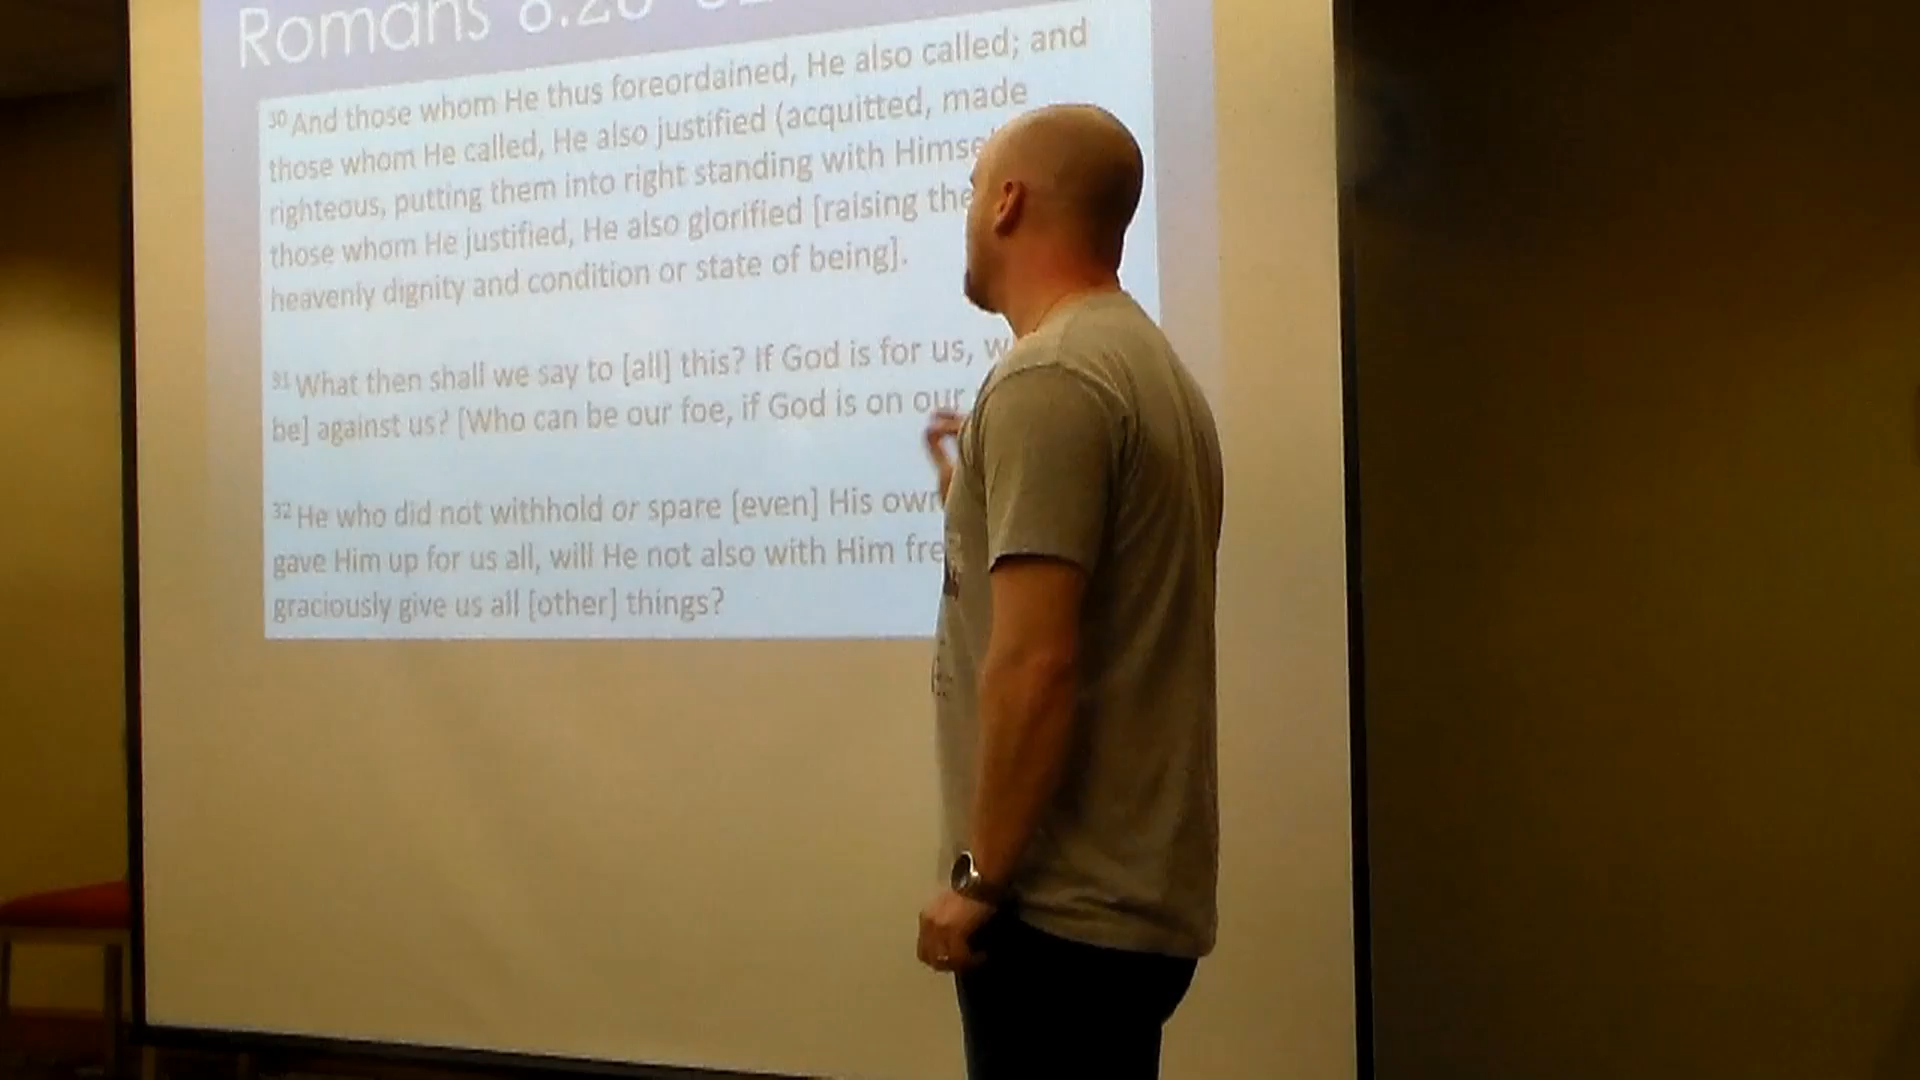 Romans 8:28
30 And those whom He thus foreordained, He also called; and
those whom He called, He also justified (acquitted, made
righteous, putting them into right standing with
those whom He justified, He also glorified [raising
heavenly dignity and condition or state of being].
31 What then shall we say to [all] this? If God is for us,
be] against us? [Who can be our foe, if God is on our
32 He who did not withhold or spare [even] His own
gave Him up for us all, will He not also with Him
graciously give us all [other] things?